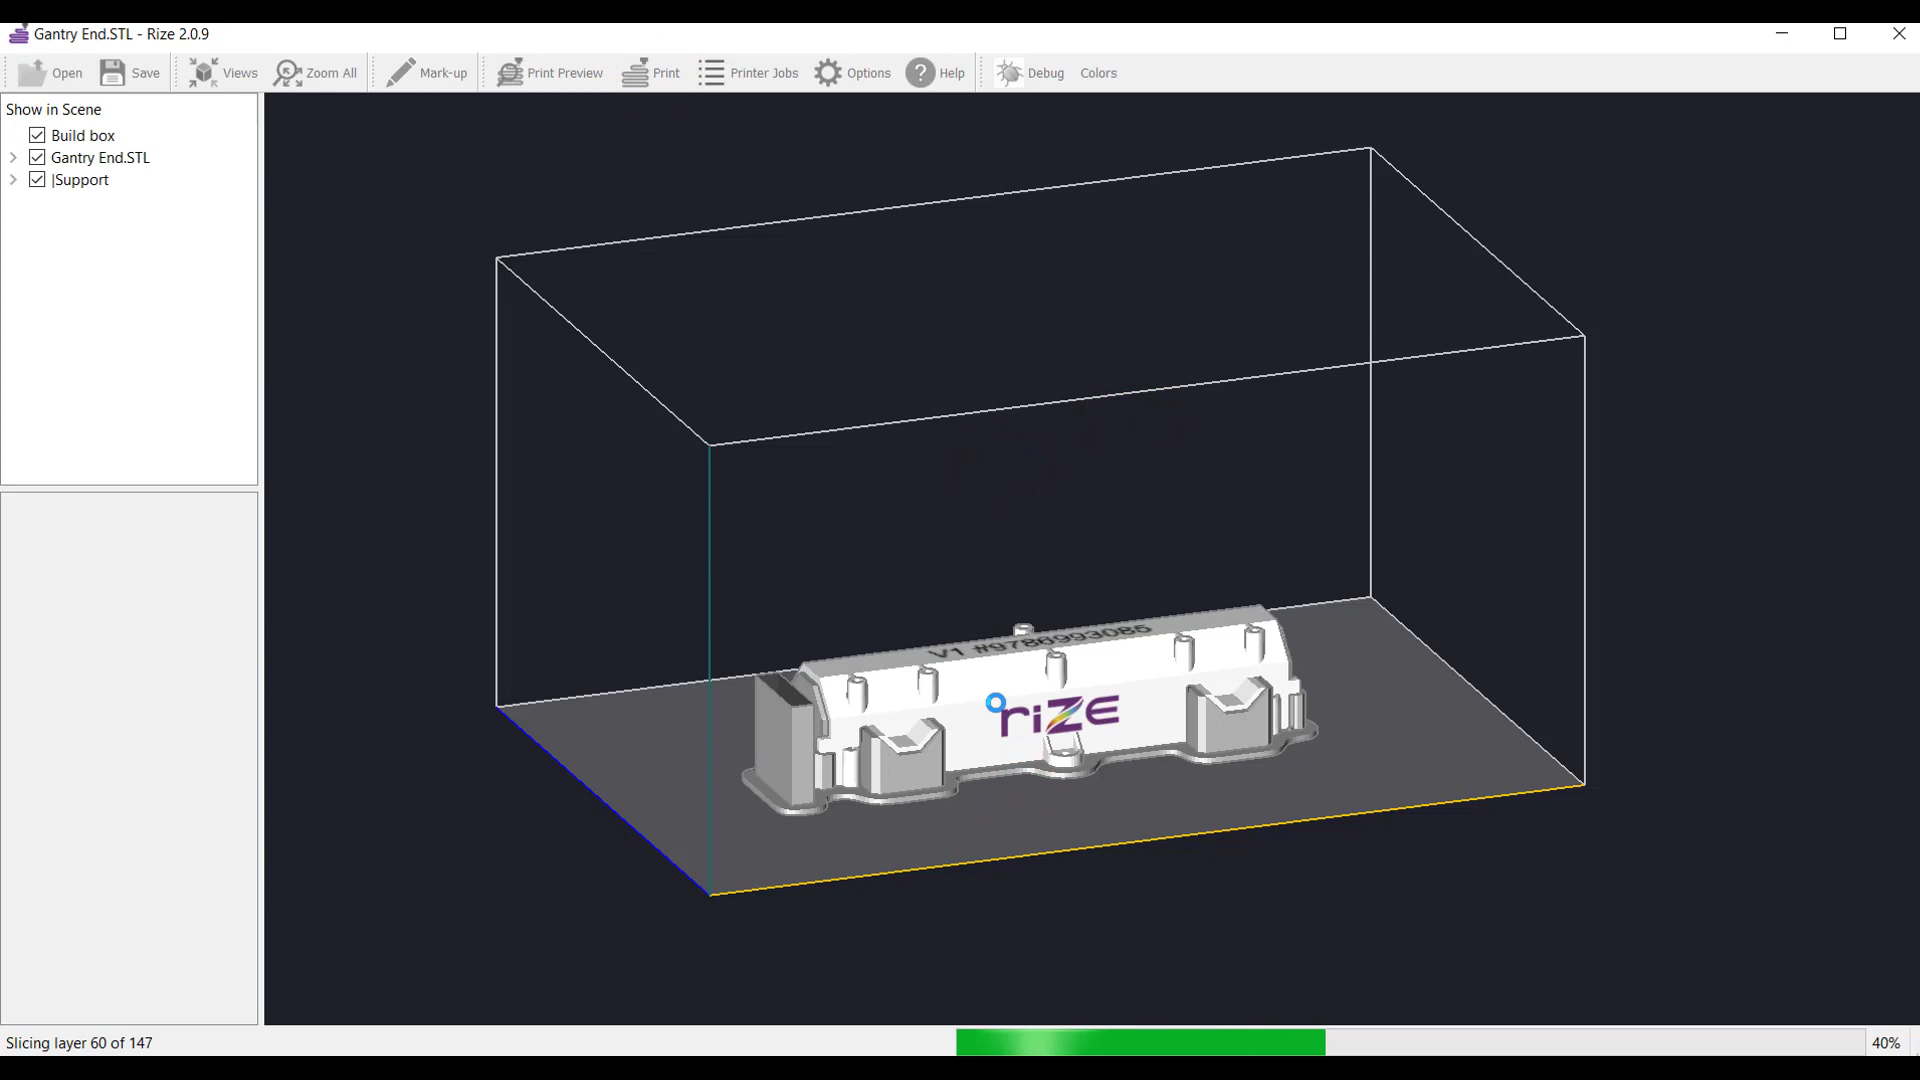 Gantry End.STL - Rize 2.0.9
Open Save Views Zoom All Mark-up Print Preview Print Printer Jobs Options Help Debug Colors
Show in Scene
Build box
Gantry End.STL
|Support
V1 #9786993085
rize
Slicing layer 60 of 147
40%